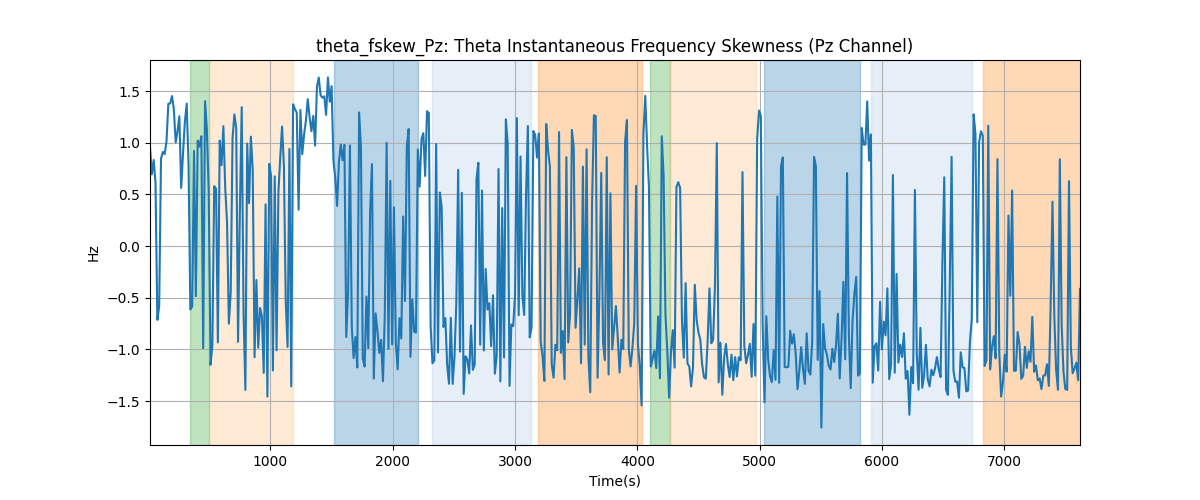 theta_fskew_Pz: Theta Instantaneous Frequency Skewness (Pz Channel)
Hz
1.5
1.0
0.5
0.0
−0.5
−1.0
−1.5
1000 2000 3000 4000 5000 6000 7000
Time(s)